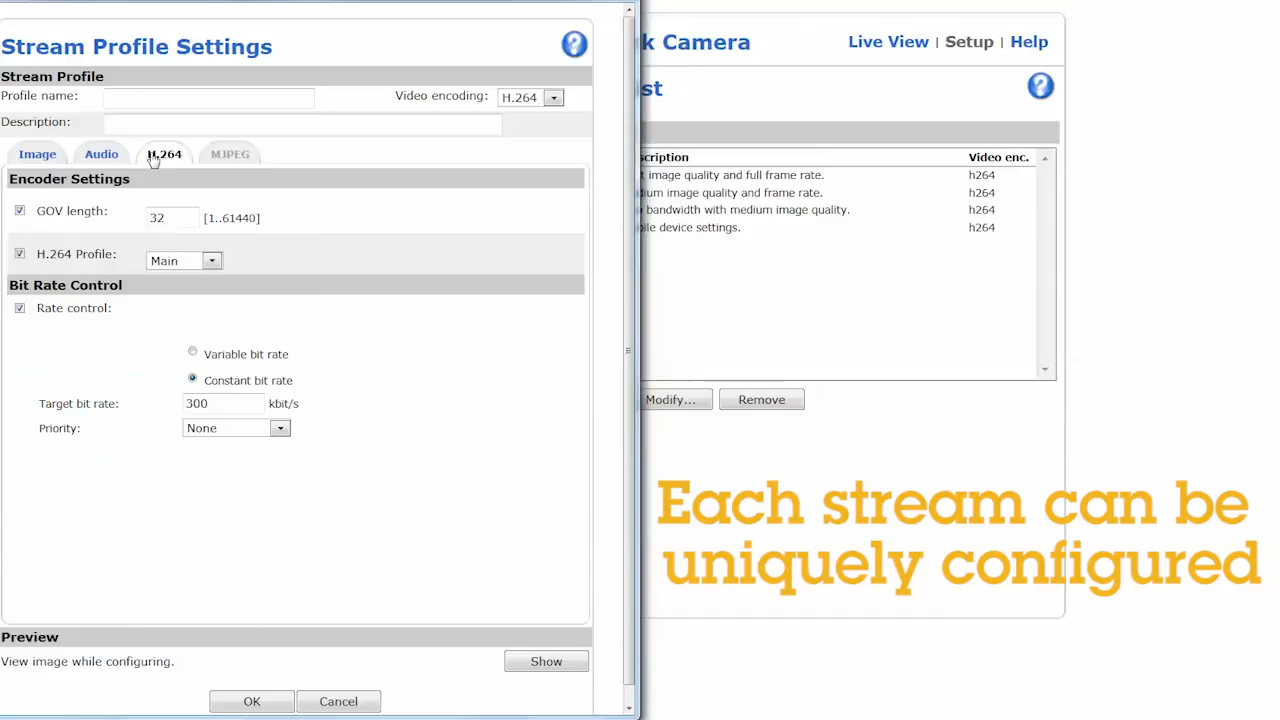 Stream Profile Settings
Stream Profile
Profile name:
Video encoding: H.264
Description:
Image Audio H.264 MJPEG
Encoder Settings
GOV length: 32 [1..61440]
H.264 Profile: Main
Bit Rate Control
Rate control:
Variable bit rate
Constant bit rate
Target bit rate: 300 kbit/s
Priority: None
Preview
View image while configuring.
Show
OK Cancel
k Camera
Live View | Setup | Help
st
scription Video enc.
t image quality and full frame rate. h264
dium image quality and frame rate. h264
bandwidth with medium image quality. h264
bile device settings. h264
Modify... Remove
Each stream can be
uniquely configured